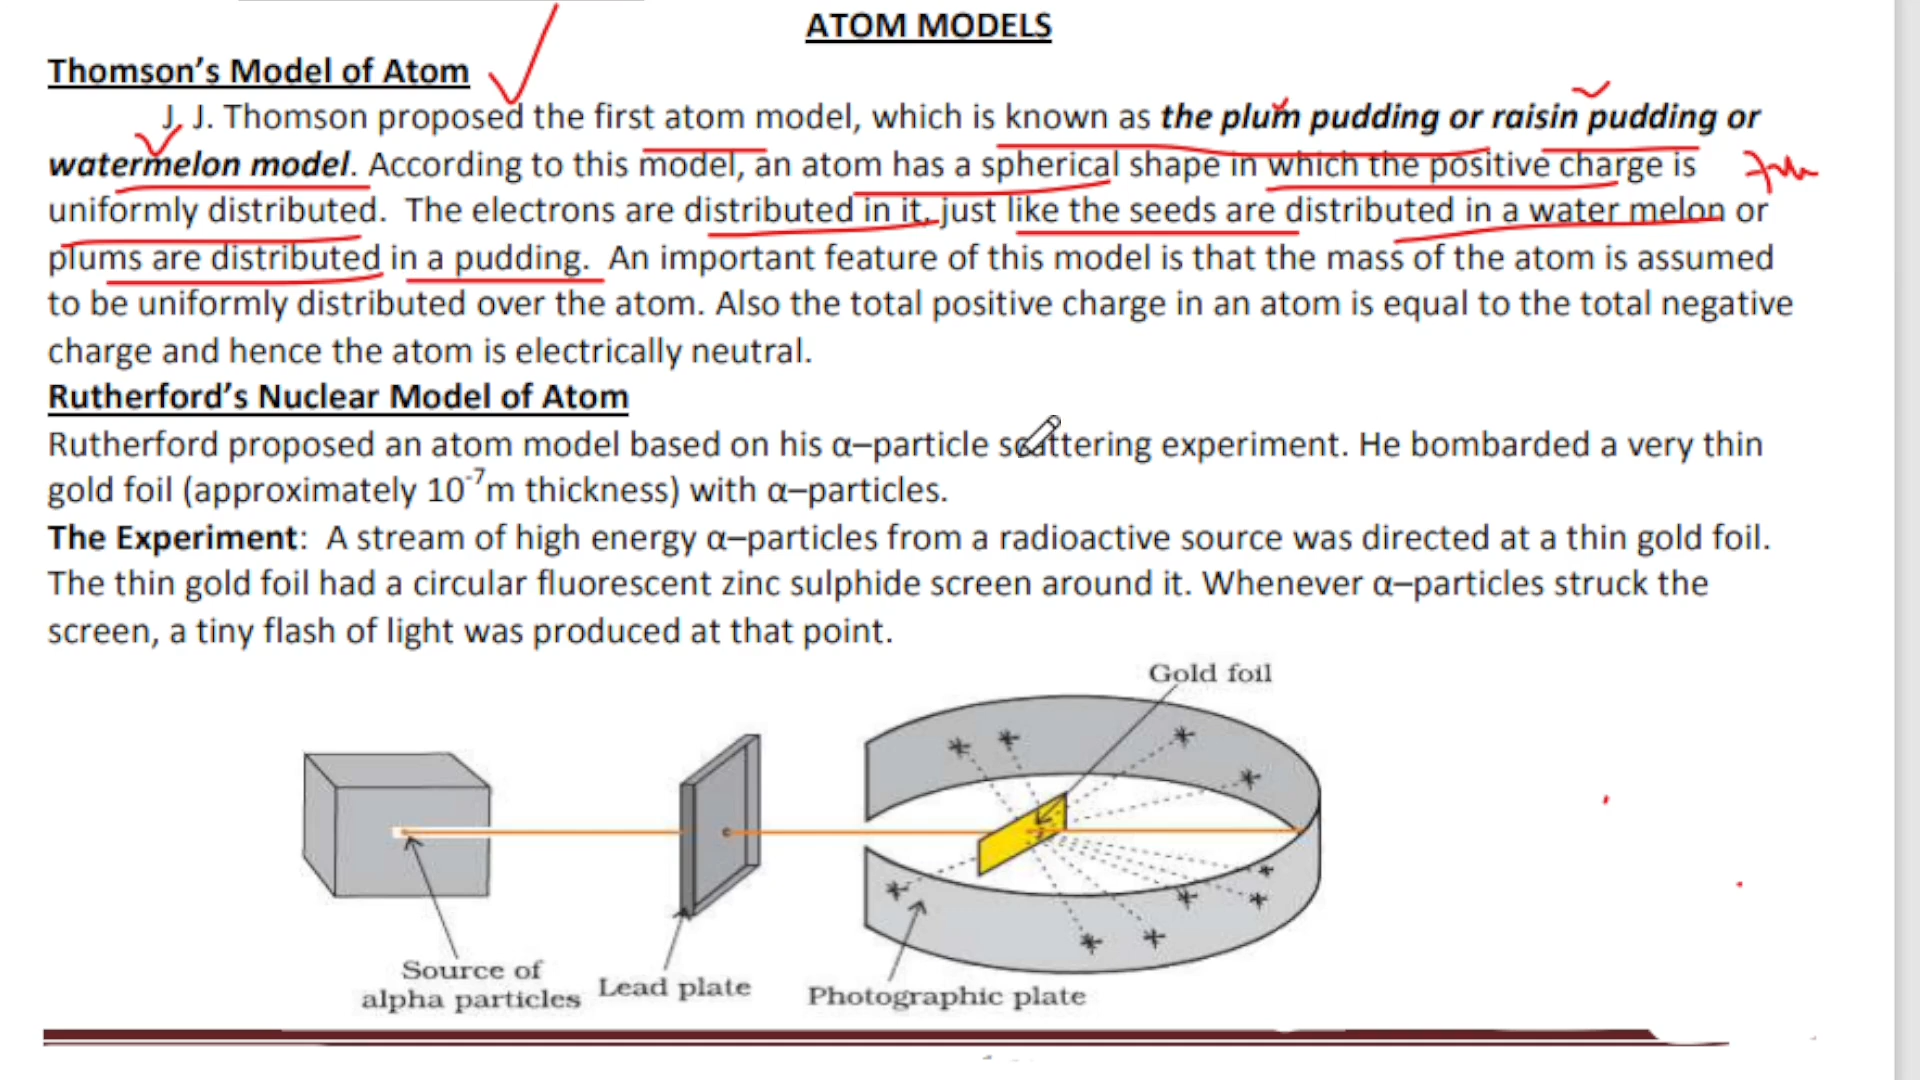 ATOM MODELS
Thomson’s Model of Atom
J. J. Thomson proposed the first atom model, which is known as the plum pudding or raisin pudding or
watermelon model. According to this model, an atom has a spherical shape in which the positive charge is
uniformly distributed. The electrons are distributed in it, just like the seeds are distributed in a water melon or
plums are distributed in a pudding. An important feature of this model is that the mass of the atom is assumed
to be uniformly distributed over the atom. Also the total positive charge in an atom is equal to the total negative
charge and hence the atom is electrically neutral.
Rutherford’s Nuclear Model of Atom
Rutherford proposed an atom model based on his α–particle scattering experiment. He bombarded a very thin
gold foil (approximately 10⁻⁷m thickness) with α–particles.
The Experiment: A stream of high energy α–particles from a radioactive source was directed at a thin gold foil.
The thin gold foil had a circular fluorescent zinc sulphide screen around it. Whenever α–particles struck the
screen, a tiny flash of light was produced at that point.
Gold foil
Source of
alpha particles
Lead plate
Photographic plate